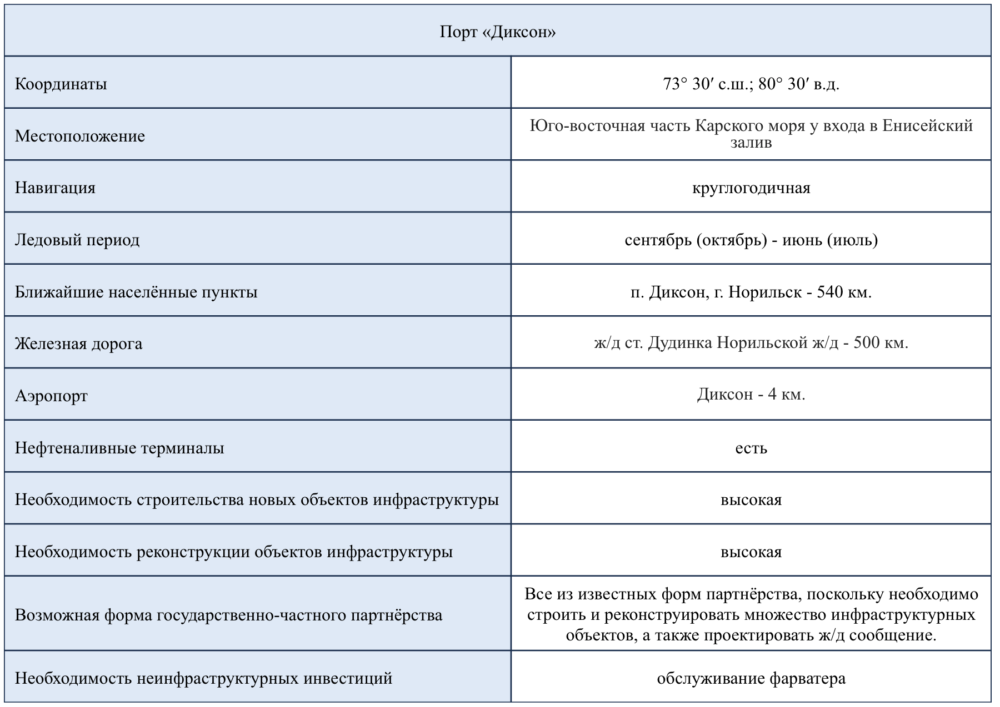 Порт «Диксон»
Координаты
73° 30′ с.ш.; 80° 30′ в.д.
Местоположение
Юго-восточная часть Карского моря у входа в Енисейский
залив
Навигация
круглогодичная
Ледовый период
сентябрь (октябрь) - июнь (июль)
Ближайшие населённые пункты
п. Диксон, г. Норильск - 540 км.
Железная дорога
ж/д ст. Дудинка Норильской ж/д - 500 км.
Аэропорт
Диксон - 4 км.
Нефтеналивные терминалы
есть
Необходимость строительства новых объектов инфраструктуры
высокая
Необходимость реконструкции объектов инфраструктуры
высокая
Возможная форма государственно-частного партнёрства
Все из известных форм партнёрства, поскольку необходимо
строить и реконструировать множество инфраструктурных
объектов, а также проектировать ж/д сообщение.
Необходимость неинфраструктурных инвестиций
обслуживание фарватера